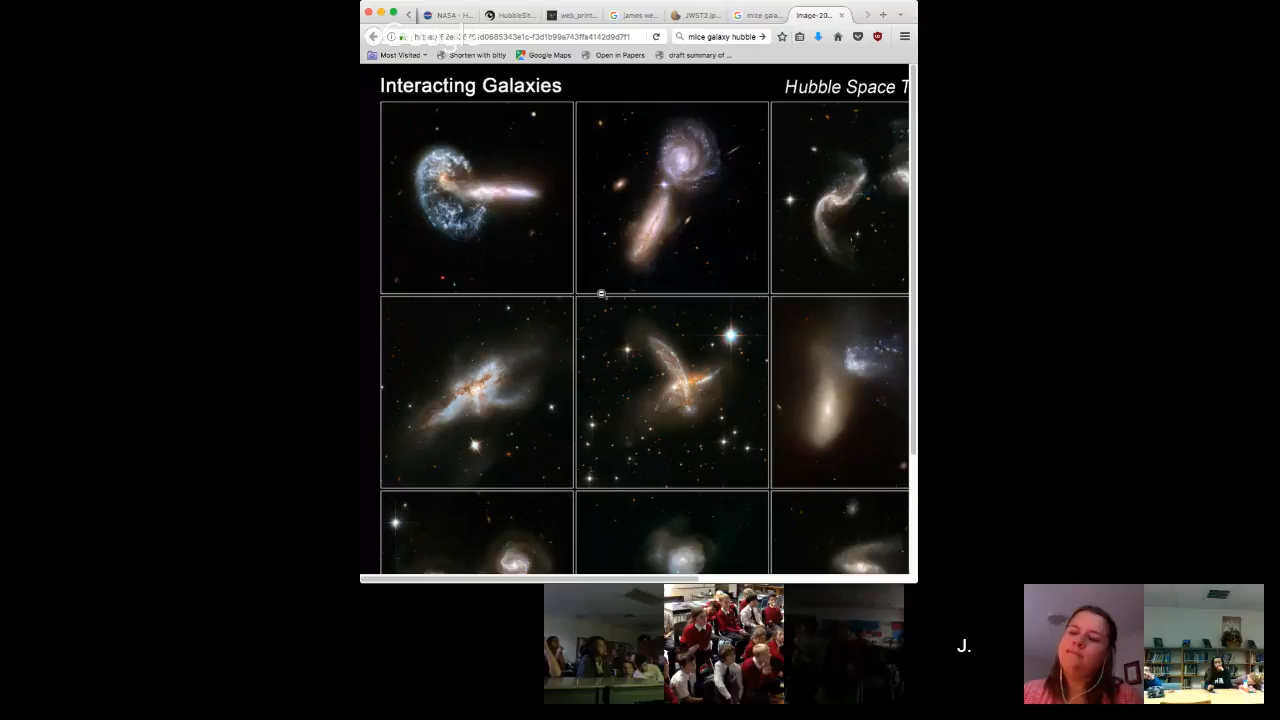 NASA - H...
HubbleSit...
web_print...
james we...
JWST2.jp...
mice gala...
image-20...
mice galaxy hubble
Most Visited
Shorten with bitly
Google Maps
Open in Papers
draft summary of ...
Interacting Galaxies
Hubble Space T
J.